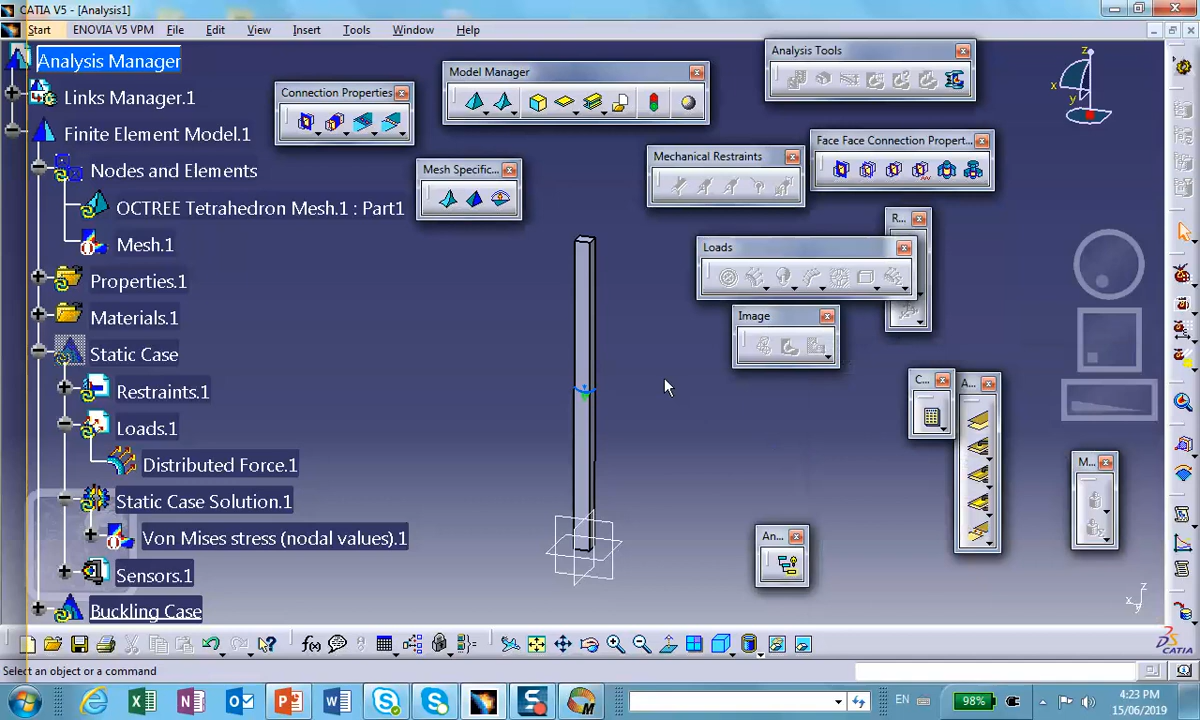 CATIA V5 - [Analysis1]
Start
ENOVIA V5 VPM
File
Edit
View
Insert
Tools
Window
Help
Analysis Manager
Links Manager.1
Finite Element Model.1
Nodes and Elements
OCTREE Tetrahedron Mesh.1 : Part1
Mesh.1
Properties.1
Materials.1
Static Case
Restraints.1
Loads.1
Distributed Force.1
Static Case Solution.1
Von Mises stress (nodal values).1
Sensors.1
Buckling Case
Connection Properties
Model Manager
Analysis Tools
Mesh Specific...
Mechanical Restraints
Face Face Connection Propert...
R...
Loads
Image
C...
A...
M...
An...
z
x
y
z
x
y
f(x)
CATIA
Select an object or a command
EN
98%
4:23 PM
15/06/2019